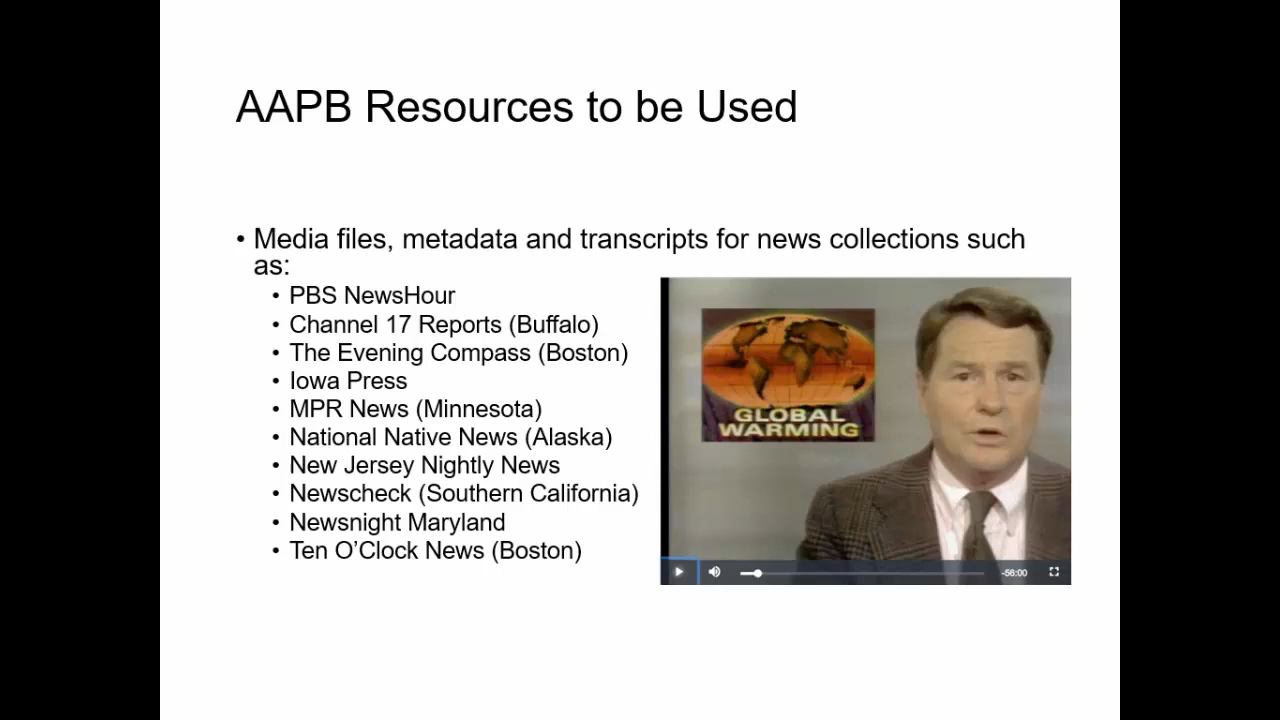 AAPB Resources to be Used
• Media files, metadata and transcripts for news collections such
as:
• PBS NewsHour
• Channel 17 Reports (Buffalo)
• The Evening Compass (Boston)
• Iowa Press
• MPR News (Minnesota)
• National Native News (Alaska)
• New Jersey Nightly News
• Newscheck (Southern California)
• Newsnight Maryland
• Ten O’Clock News (Boston)
GLOBAL
WARMING
-56:00